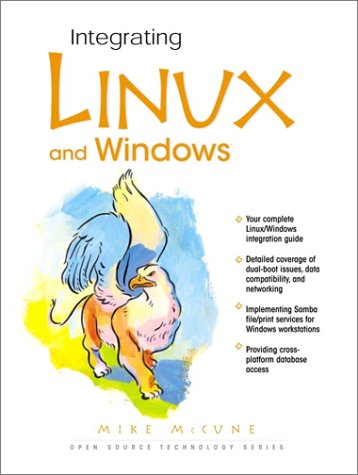 Integrating
LINUX
and Windows
Your complete
Linux/Windows
integration guide
Detailed coverage of
dual-boot issues, data
compatibility, and
networking
Implementing Samba
file/print services for
Windows workstations
Providing cross-
platform database
access
MIKE McCUNE
OPEN SOURCE TECHNOLOGY SERIES